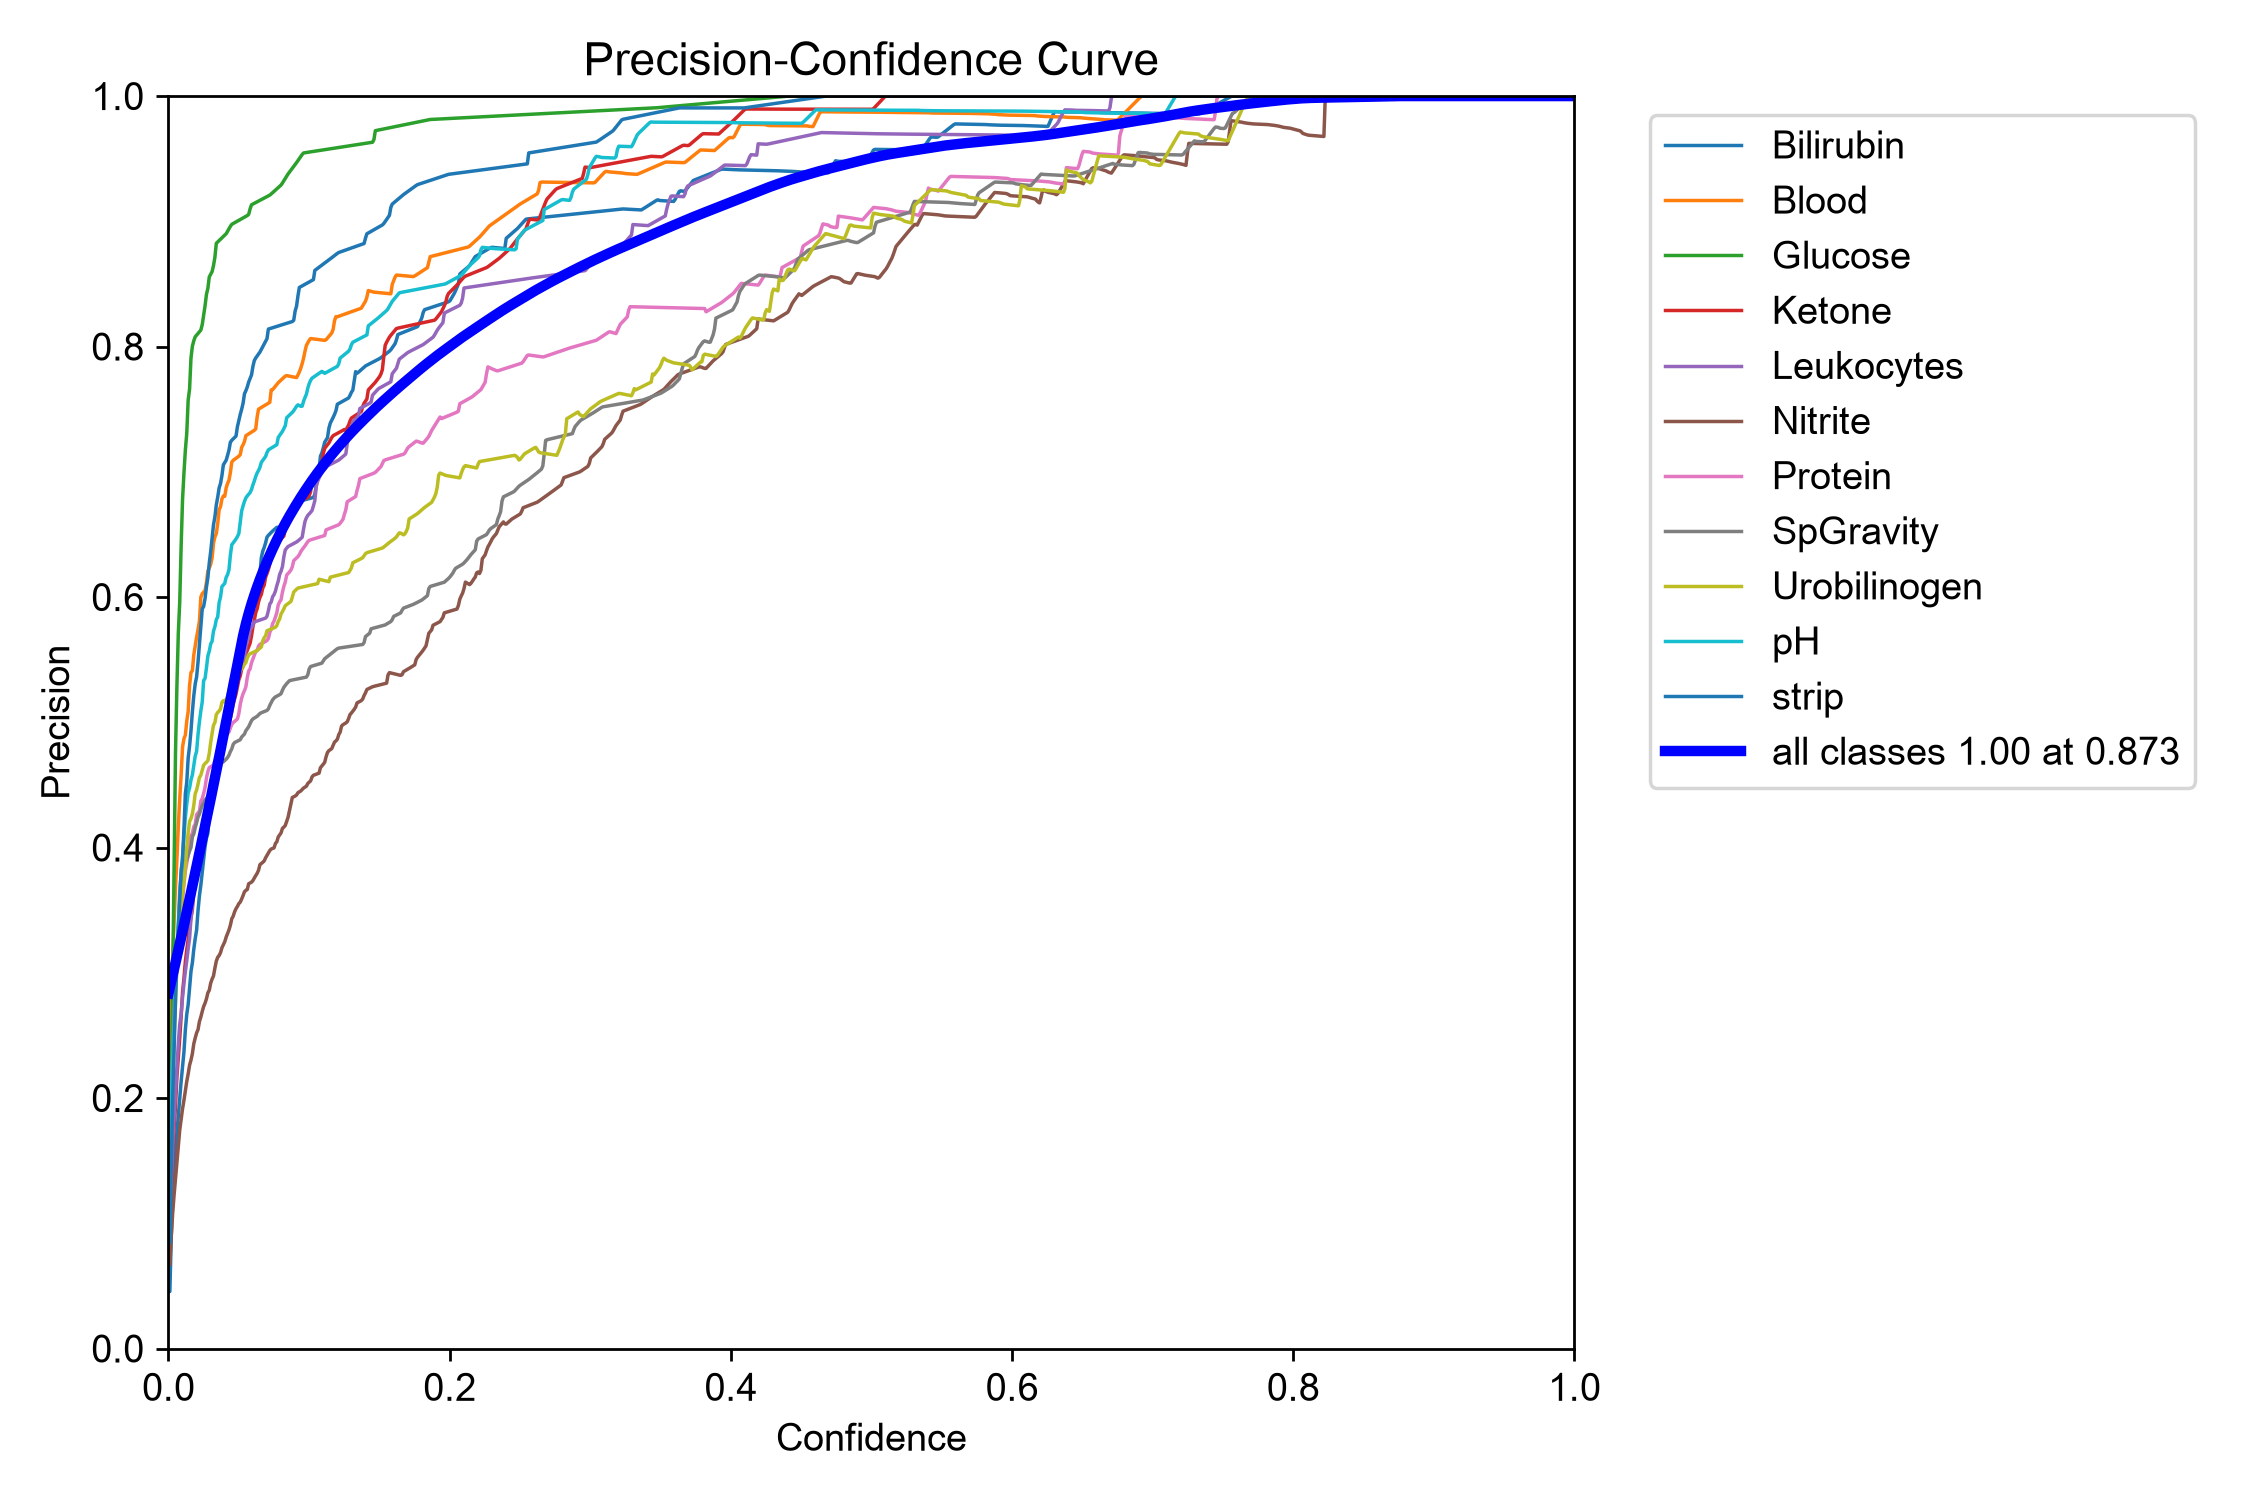 Precision-Confidence Curve
1.0
0.8
0.6
0.4
0.2
0.0
Precision
0.0 0.2 0.4 0.6 0.8 1.0
Confidence
Bilirubin
Blood
Glucose
Ketone
Leukocytes
Nitrite
Protein
SpGravity
Urobilinogen
pH
strip
all classes 1.00 at 0.873